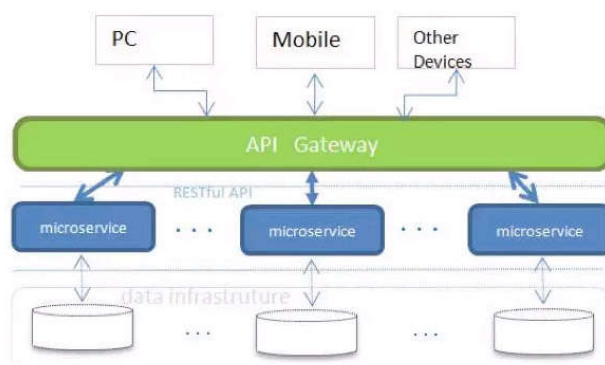 PC
Mobile
Other
Devices
API Gateway
RESTful API
microservice
. . .
microservice
. . .
microservice
data infrastruture
. . .
. . .